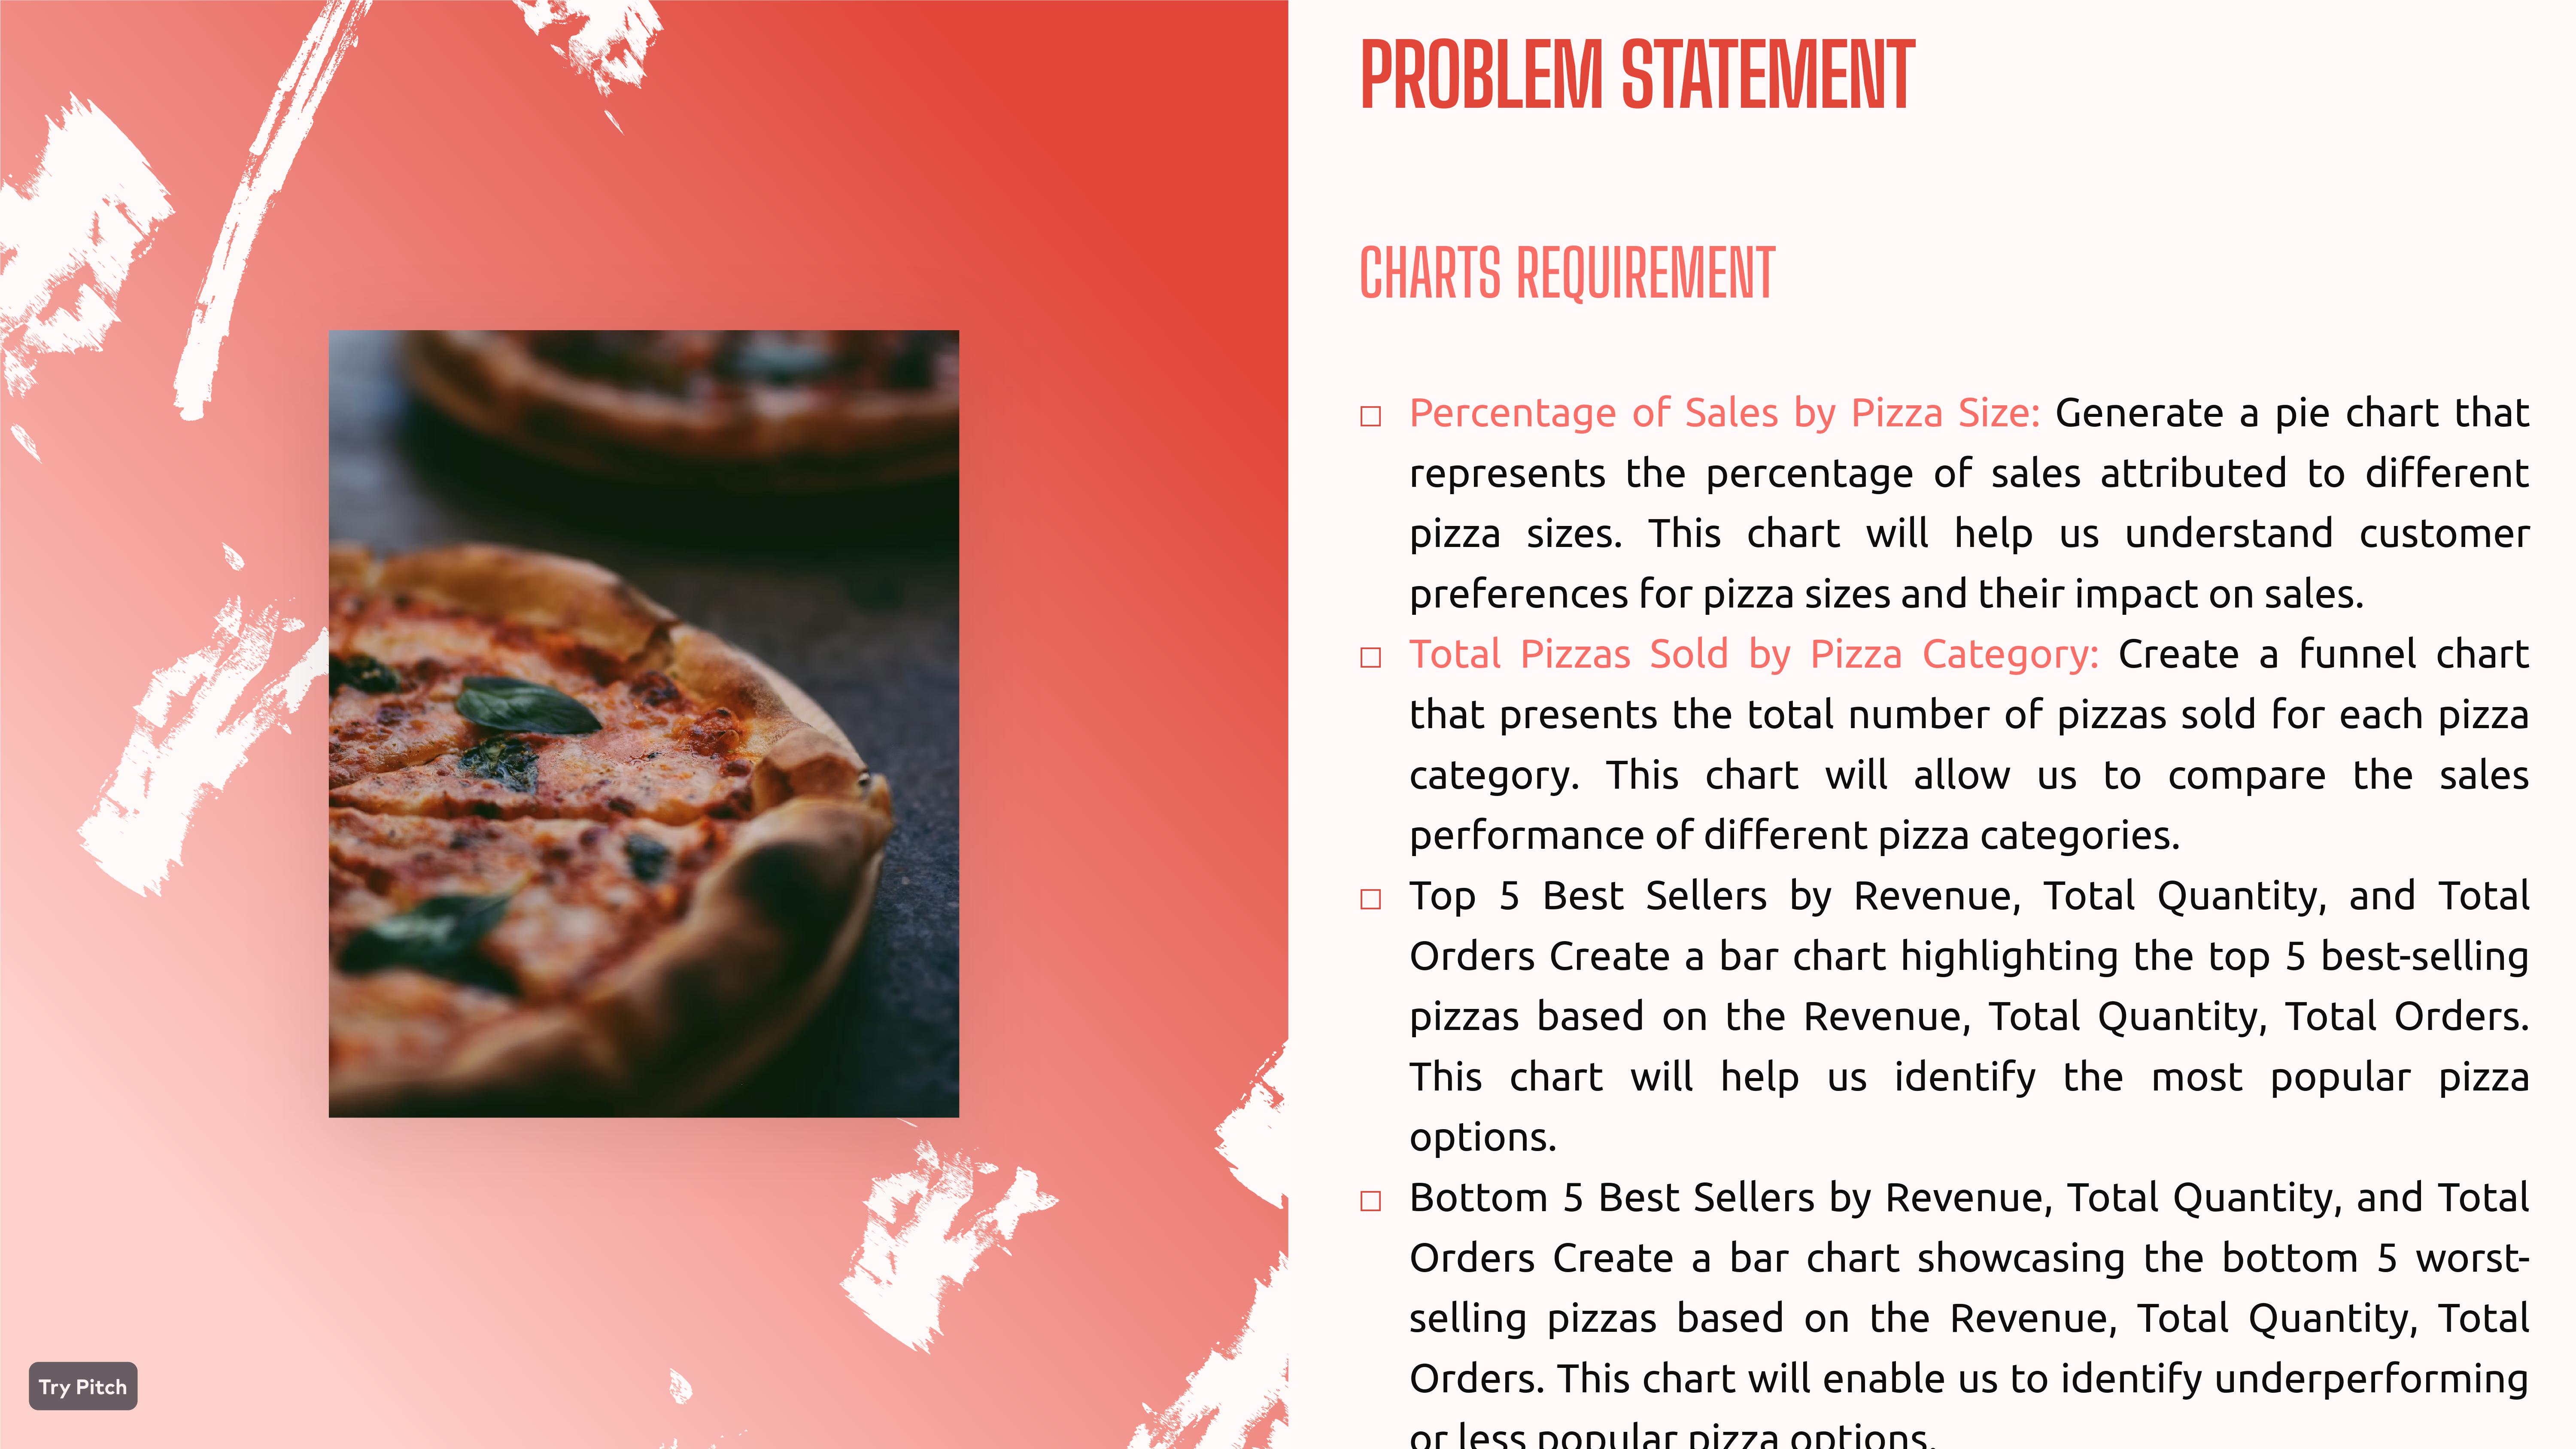 PROBLEM STATEMENT
CHARTS REQUIREMENT
□ Percentage of Sales by Pizza Size: Generate a pie chart that
represents the percentage of sales attributed to different
pizza sizes. This chart will help us understand customer
preferences for pizza sizes and their impact on sales.
□ Total Pizzas Sold by Pizza Category: Create a funnel chart
that presents the total number of pizzas sold for each pizza
category. This chart will allow us to compare the sales
performance of different pizza categories.
□ Top 5 Best Sellers by Revenue, Total Quantity, and Total
Orders Create a bar chart highlighting the top 5 best-selling
pizzas based on the Revenue, Total Quantity, Total Orders.
This chart will help us identify the most popular pizza
options.
□ Bottom 5 Best Sellers by Revenue, Total Quantity, and Total
Orders Create a bar chart showcasing the bottom 5 worst-
selling pizzas based on the Revenue, Total Quantity, Total
Orders. This chart will enable us to identify underperforming
or less popular pizza options.
Try Pitch